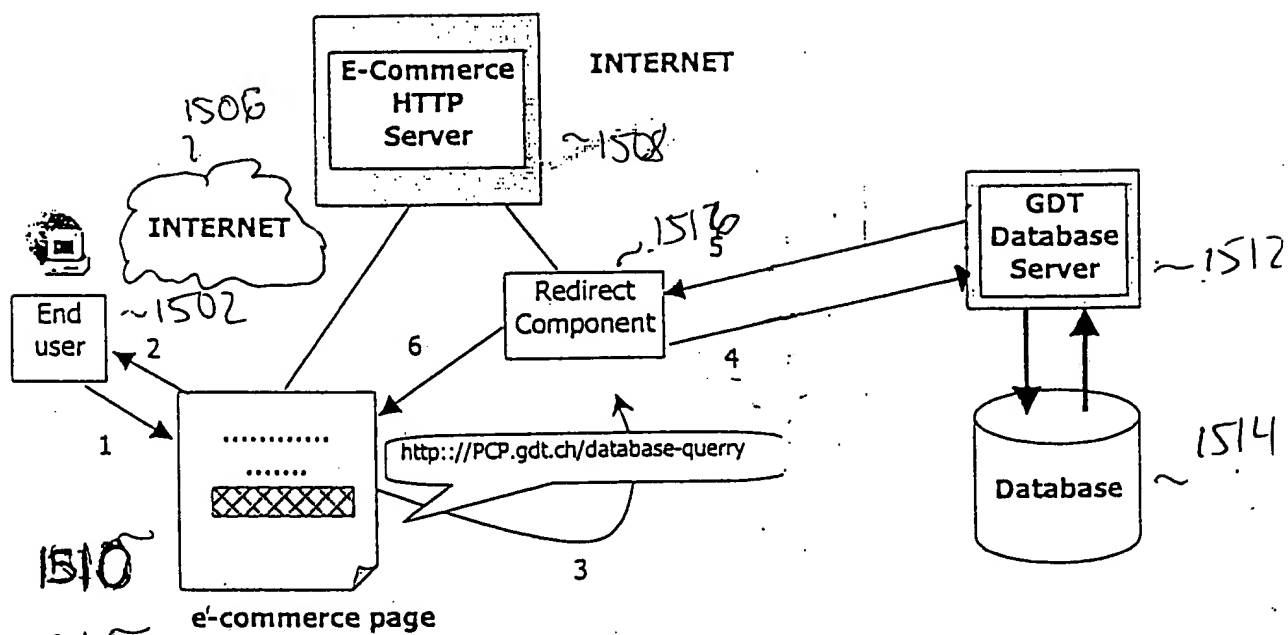 E-Commerce
HTTP
Server
INTERNET
1506
~1508
INTERNET
GDT
Database
Server
~1512
End
user
~1502
Redirect
Component
5
1
2
6
4
http:://PCP.gdt.ch/database-querry
Database
~1514
1510
3
e'-commerce page